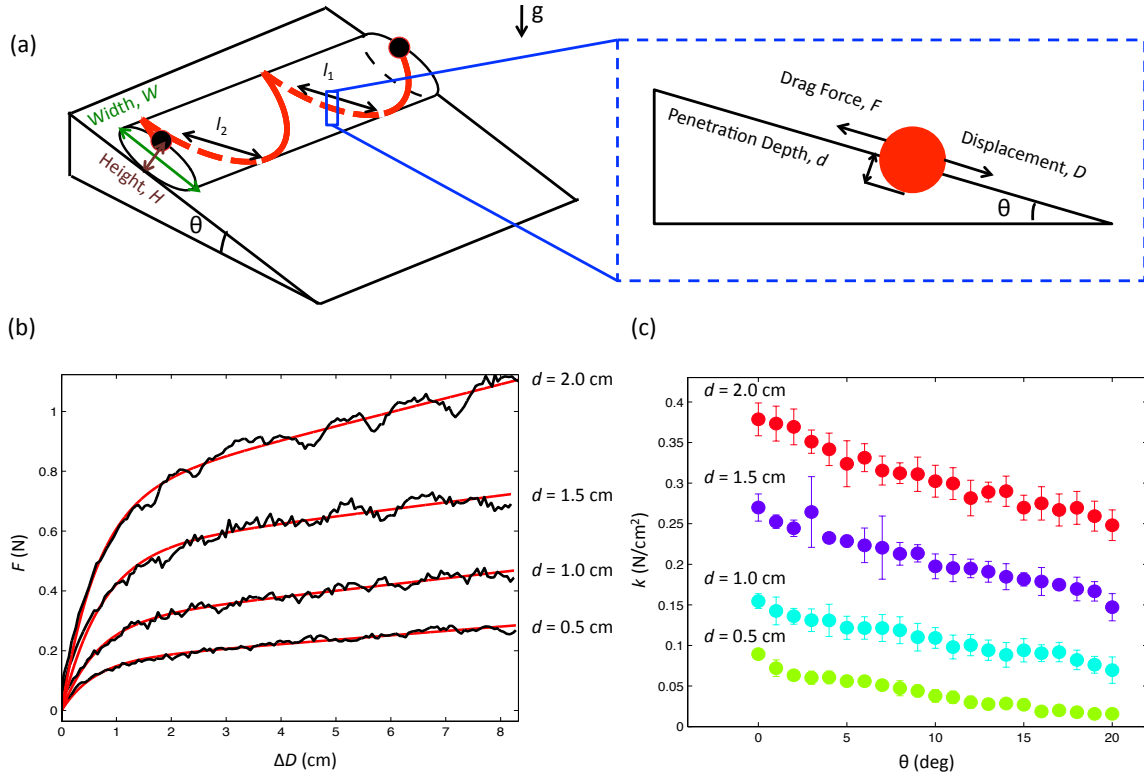 (a)
g
Width, W
Height, H
l1
l2
θ
Drag Force, F
Penetration Depth, d
Displacement, D
θ
(b)
F (N)
1
0.8
0.6
0.4
0.2
0
0 1 2 3 4 5 6 7 8
ΔD (cm)
d = 2.0 cm
d = 1.5 cm
d = 1.0 cm
d = 0.5 cm
(c)
k (N/cm²)
0.4
0.35
0.3
0.25
0.2
0.15
0.1
0.05
0
0 5 10 15 20
θ (deg)
d = 2.0 cm
d = 1.5 cm
d = 1.0 cm
d = 0.5 cm